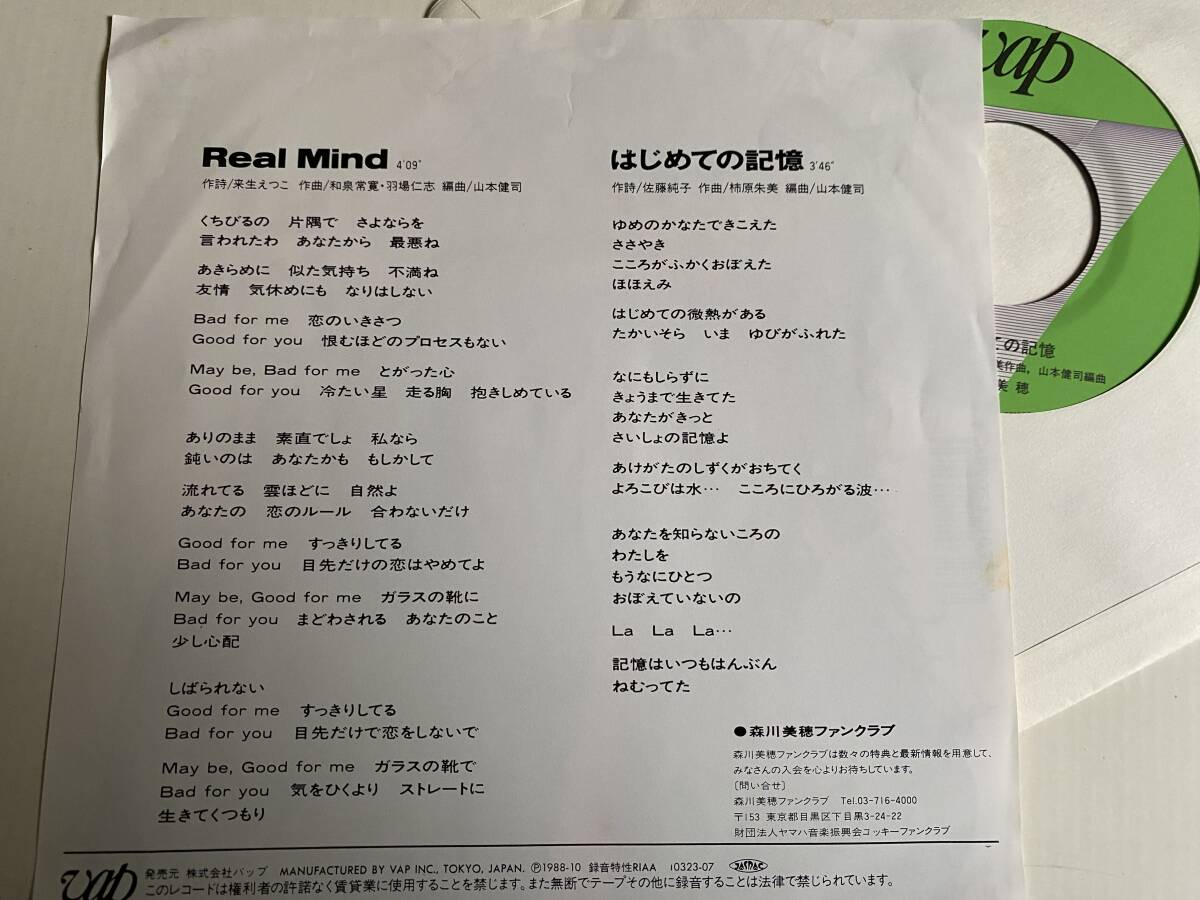 Real Mind 4'09"
作詩/来生えつこ 作曲/和泉常寛・羽場仁志 編曲/山本健司
くちびるの 片隅で さよならを
言われたわ あなたから 最悪ね
あきらめに 似た気持ち 不満ね
友情 気休めにも なりはしない
Bad for me 恋のいきさつ
Good for you 恨むほどのプロセスもない
May be, Bad for me とがった心
Good for you 冷たい星 走る胸 抱きしめている
ありのまま 素直でしょ 私なら
鈍いのは あなたかも もしかして
流れてる 雲ほどに 自然よ
あなたの 恋のルール 合わないだけ
Good for me すっきりしてる
Bad for you 目先だけの恋はやめてよ
May be, Good for me ガラスの靴に
Bad for you まどわされる あなたのこと
少し心配
しばられない
Good for me すっきりしてる
Bad for you 目先だけで恋をしないで
May be, Good for me ガラスの靴で
Bad for you 気をひくより ストレートに
生きてくつもり
はじめての記憶 3'46"
作詩/佐藤純子 作曲/柿原朱美 編曲/山本健司
ゆめのかなたできこえた
ささやき
こころがふかくおぼえた
ほほえみ
はじめての微熱がある
たかいそら いま ゆびがふれた
なにもしらずに
きょうまで生きてた
あなたがきっと
さいしょの記憶よ
あけがたのしずくがおちてく
よろこびは水… こころにひろがる波…
あなたを知らないころの
わたしを
もうなにひとつ
おぼえていないの
La La La…
記憶はいつもはんぶん
ねむってた
●森川美穂ファンクラブ
森川美穂ファンクラブは数々の特典と最新情報を用意して、
みなさんの入会を心よりお待ちしています。
〔問い合せ〕
森川美穂ファンクラブ Tel.03-716-4000
〒153 東京都目黒区下目黒3-24-22
財団法人ヤマハ音楽振興会コッキーファンクラブ
vap 発売元 株式会社バップ MANUFACTURED BY VAP INC., TOKYO, JAPAN. Ⓟ1988-10 録音特性RIAA 10323-07 JASRAC
このレコードは権利者の許諾なく賃貸業に使用することを禁じます。また無断でテープその他に録音することは法律で禁じられています。
vap
ての記憶
美作曲, 山本健司編曲
美穂